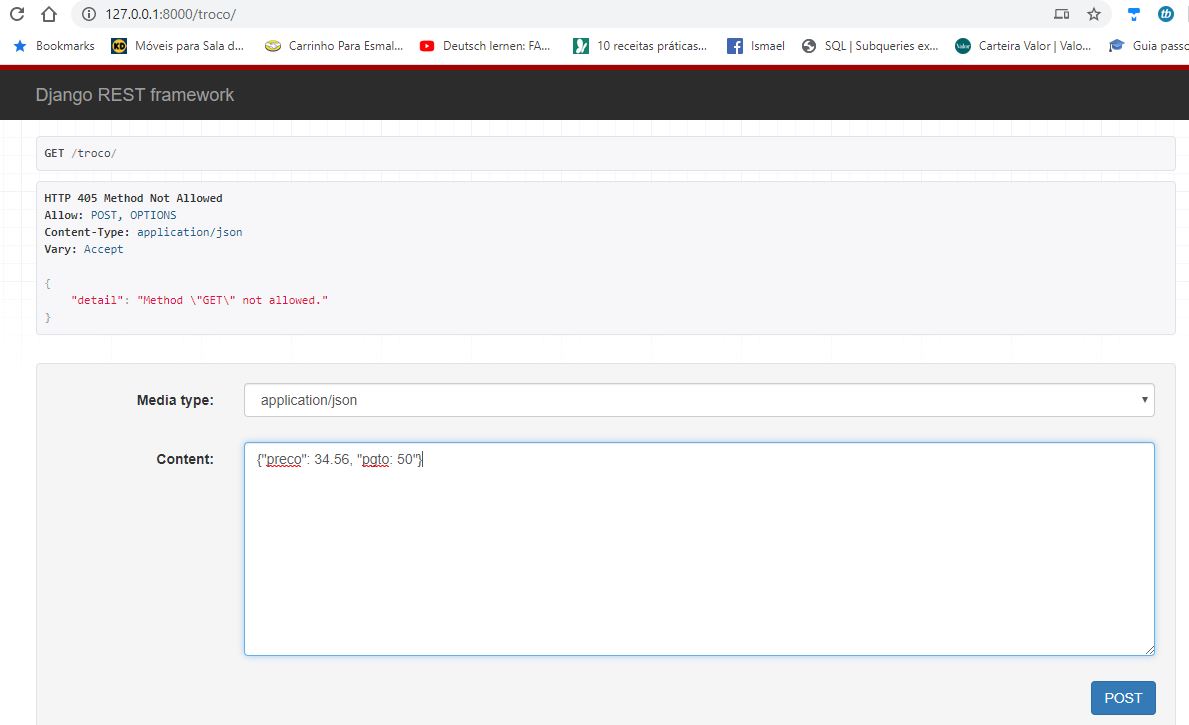 127.0.0.1:8000/troco/
Bookmarks KD Móveis para Sala d... Carrinho Para Esmal... Deutsch lernen: FA... 10 receitas práticas... Ismael SQL | Subqueries ex... Valor Carteira Valor | Valo... Guia passo
Django REST framework
GET /troco/
HTTP 405 Method Not Allowed
Allow: POST, OPTIONS
Content-Type: application/json
Vary: Accept
{
"detail": "Method \"GET\" not allowed."
}
Media type: application/json
Content: {"preco": 34.56, "pgto: 50"}
POST